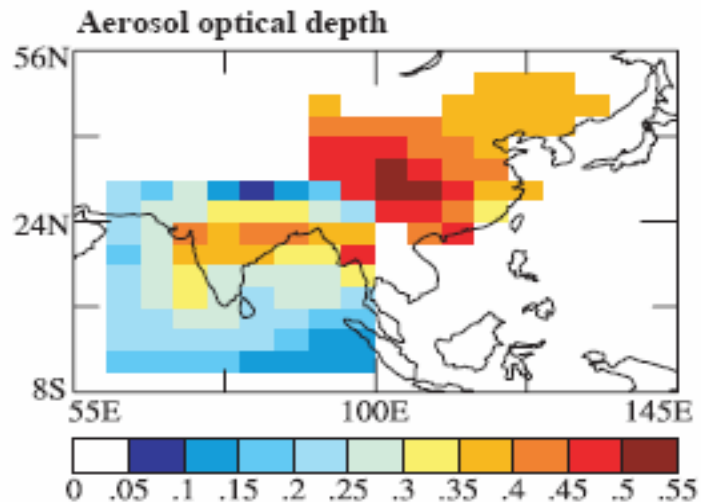 Aerosol optical depth
56N
24N
8S
55E 100E 145E
0 .05 .1 .15 .2 .25 .3 .35 .4 .45 .5 .55